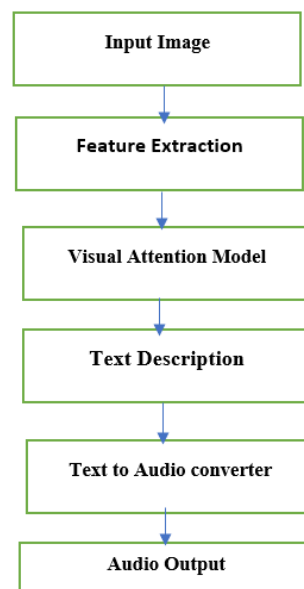 Input Image
Feature Extraction
Visual Attention Model
Text Description
Text to Audio converter
Audio Output